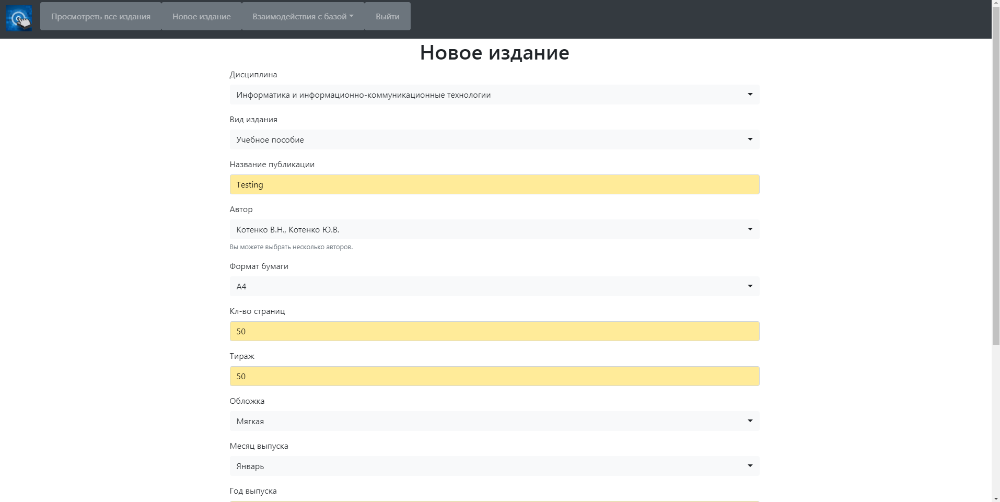 Просмотреть все издания
Новое издание
Взаимодействия с базой
Выйти
Новое издание
Дисциплина
Информатика и информационно-коммуникационные технологии
Вид издания
Учебное пособие
Название публикации
Testing
Автор
Котенко В.Н., Котенко Ю.В.
Вы можете выбрать несколько авторов.
Формат бумаги
A4
Кл-во страниц
50
Тираж
50
Обложка
Мягкая
Месяц выпуска
Январь
Год выпуска